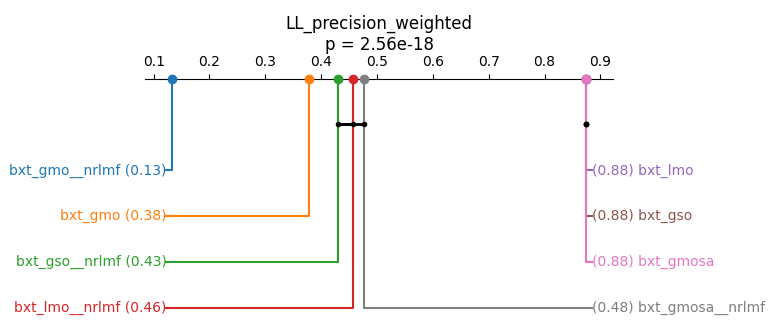 LL_precision_weighted
p = 2.56e-18
0.1 0.2 0.3 0.4 0.5 0.6 0.7 0.8 0.9
bxt_gmo__nrlmf (0.13) (0.88) bxt_lmo
bxt_gmo (0.38) (0.88) bxt_gso
bxt_gso__nrlmf (0.43) (0.88) bxt_gmosa
bxt_lmo__nrlmf (0.46) (0.48) bxt_gmosa__nrlmf